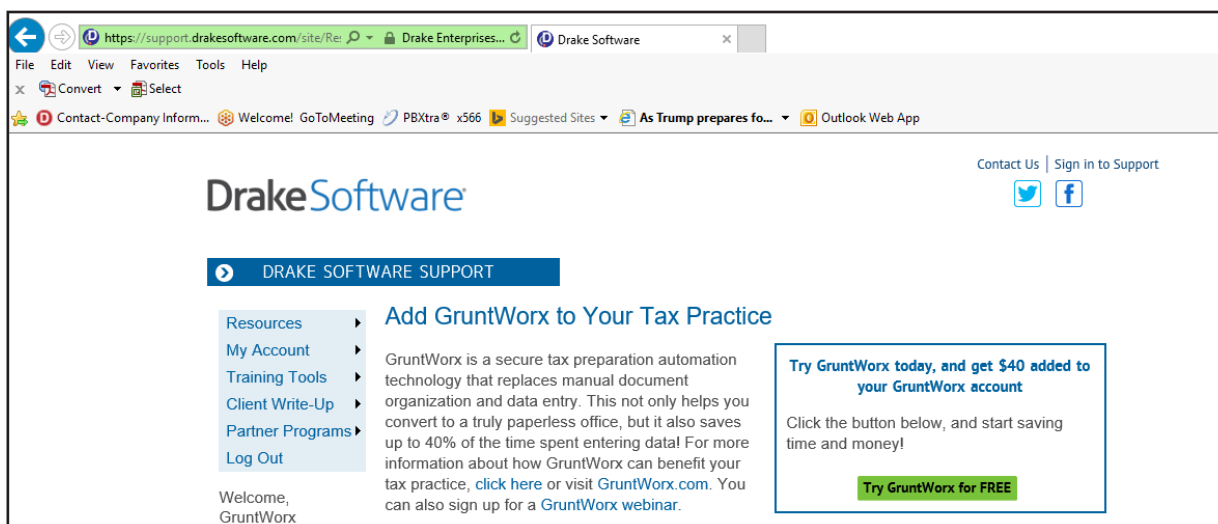 https://support.drakesoftware.com/site/Re: Drake Enterprises... Drake Software
File Edit View Favorites Tools Help
x Convert Select
Contact-Company Inform... Welcome! GoToMeeting PBXtra® x566 Suggested Sites As Trump prepares fo... Outlook Web App
Contact Us | Sign in to Support
DrakeSoftware
DRAKE SOFTWARE SUPPORT
Resources
My Account
Training Tools
Client Write-Up
Partner Programs
Log Out
Welcome,
GruntWorx
Add GruntWorx to Your Tax Practice
GruntWorx is a secure tax preparation automation
technology that replaces manual document
organization and data entry. This not only helps you
convert to a truly paperless office, but it also saves
up to 40% of the time spent entering data! For more
information about how GruntWorx can benefit your
tax practice, click here or visit GruntWorx.com. You
can also sign up for a GruntWorx webinar.
Try GruntWorx today, and get $40 added to
your GruntWorx account
Click the button below, and start saving
time and money!
Try GruntWorx for FREE